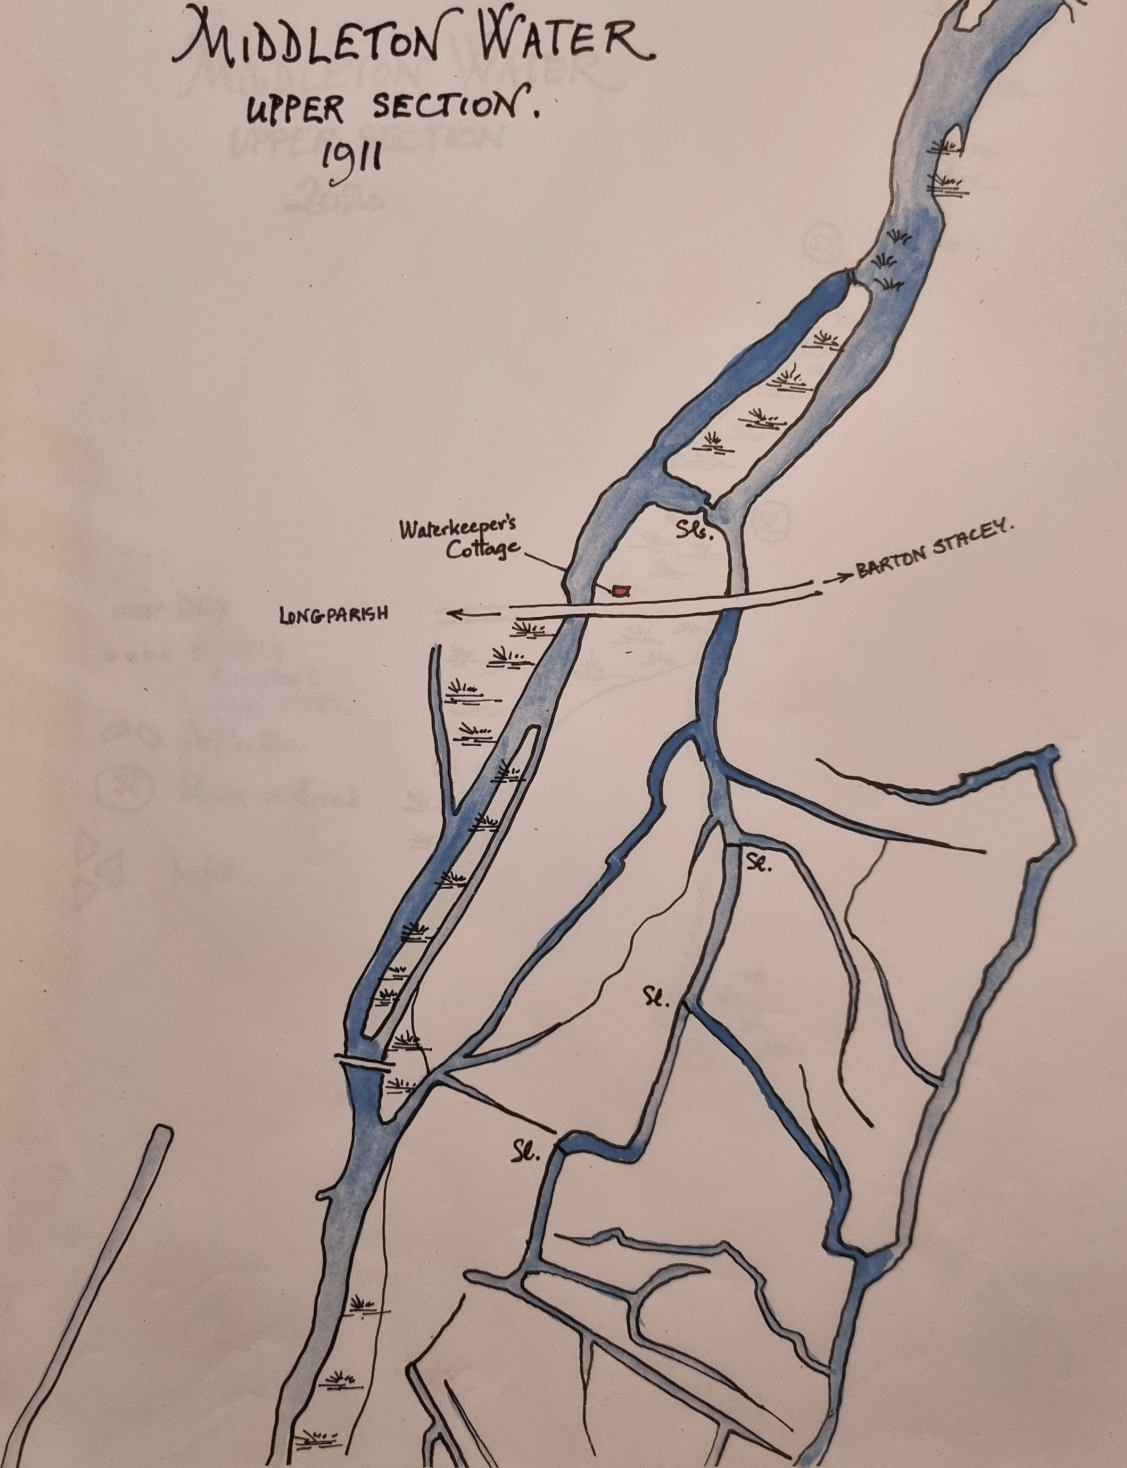 MIDDLETON WATER
UPPER SECTION.
1911
Waterkeeper's
Cottage
Sls.
BARTON STACEY.
LONGPARISH
Sl.
Sl.
Sl.